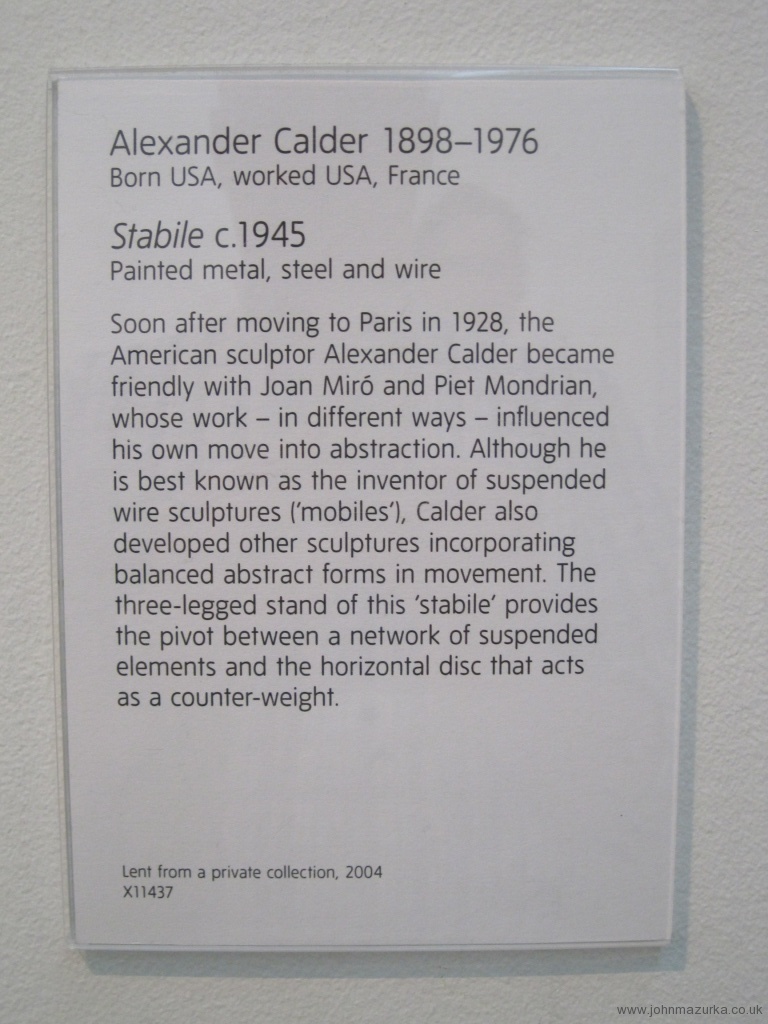 Alexander Calder 1898–1976
Born USA, worked USA, France
Stabile c.1945
Painted metal, steel and wire
Soon after moving to Paris in 1928, the
American sculptor Alexander Calder became
friendly with Joan Miró and Piet Mondrian,
whose work – in different ways – influenced
his own move into abstraction. Although he
is best known as the inventor of suspended
wire sculptures (‘mobiles’), Calder also
developed other sculptures incorporating
balanced abstract forms in movement. The
three-legged stand of this ‘stabile’ provides
the pivot between a network of suspended
elements and the horizontal disc that acts
as a counter-weight.
Lent from a private collection, 2004
X11437
www.johnmazurka.co.uk